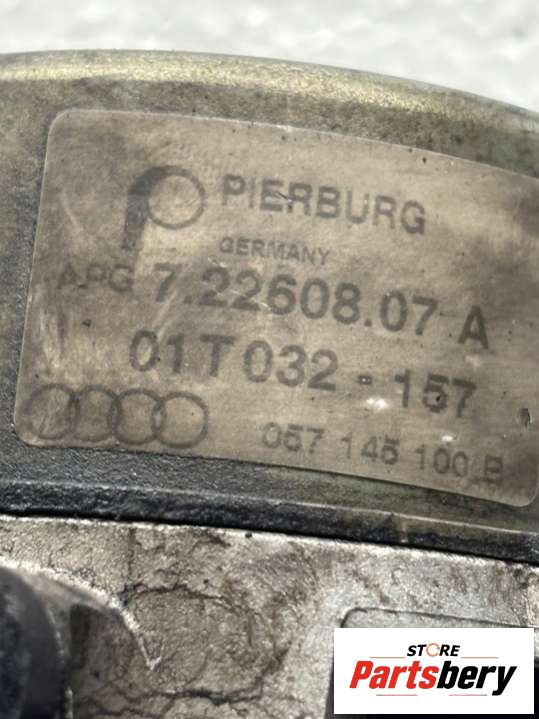 PIERBURG
GERMANY
APG 7.22608.07 A
01T032-157
057 145 100 B
STORE
Partsbery